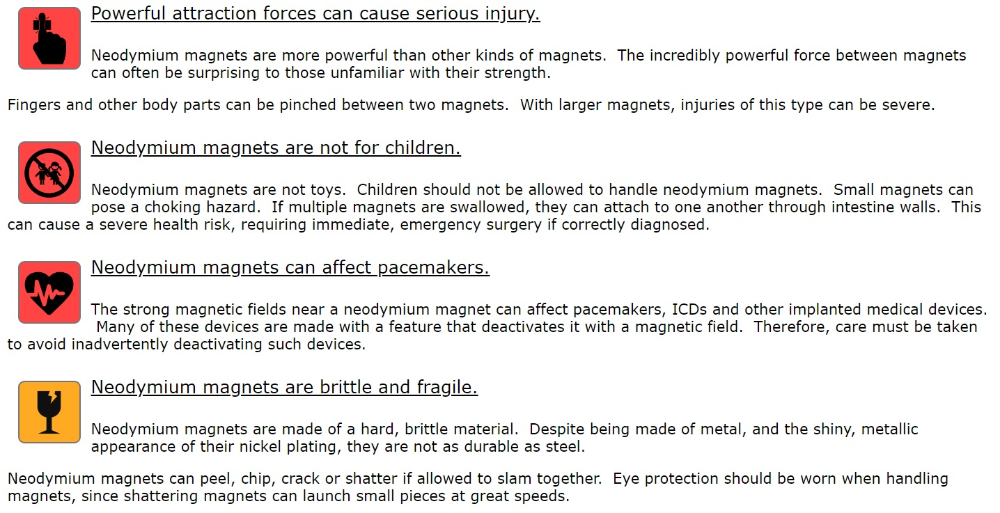 Powerful attraction forces can cause serious injury.
Neodymium magnets are more powerful than other kinds of magnets.  The incredibly powerful force between magnets
can often be surprising to those unfamiliar with their strength.
Fingers and other body parts can be pinched between two magnets.  With larger magnets, injuries of this type can be severe.
Neodymium magnets are not for children.
Neodymium magnets are not toys.  Children should not be allowed to handle neodymium magnets.  Small magnets can
pose a choking hazard.  If multiple magnets are swallowed, they can attach to one another through intestine walls.  This
can cause a severe health risk, requiring immediate, emergency surgery if correctly diagnosed.
Neodymium magnets can affect pacemakers.
The strong magnetic fields near a neodymium magnet can affect pacemakers, ICDs and other implanted medical devices.
Many of these devices are made with a feature that deactivates it with a magnetic field.  Therefore, care must be taken
to avoid inadvertently deactivating such devices.
Neodymium magnets are brittle and fragile.
Neodymium magnets are made of a hard, brittle material.  Despite being made of metal, and the shiny, metallic
appearance of their nickel plating, they are not as durable as steel.
Neodymium magnets can peel, chip, crack or shatter if allowed to slam together.  Eye protection should be worn when handling
magnets, since shattering magnets can launch small pieces at great speeds.